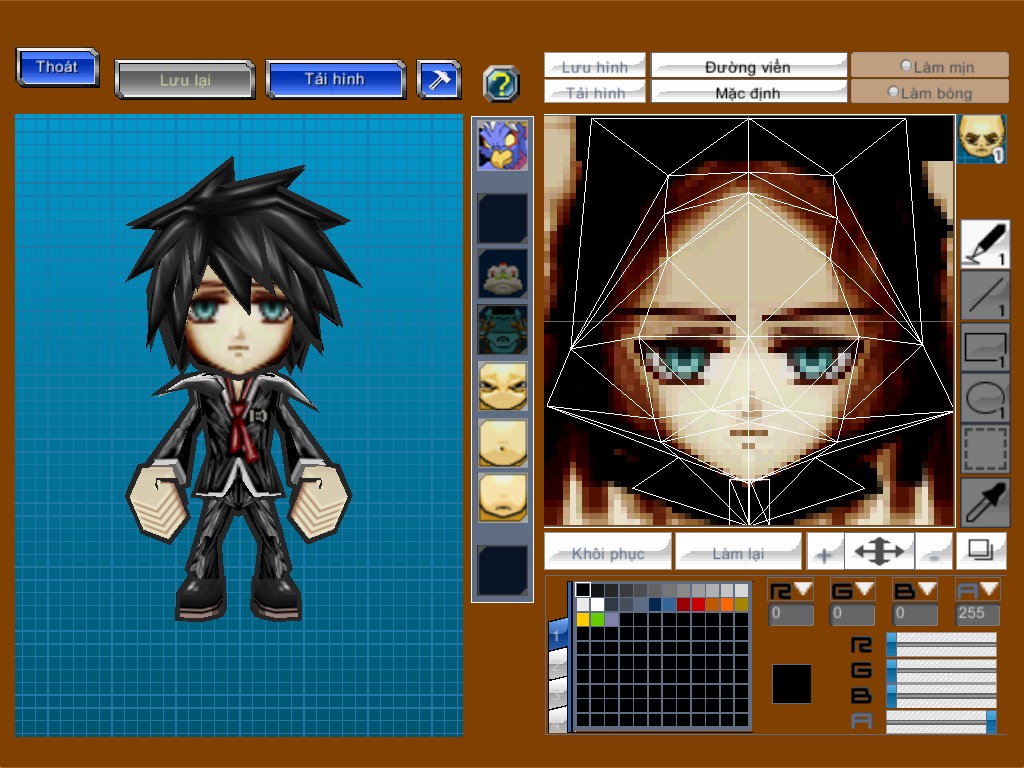 Thoát
Lưu lại
Tải hình
?
Lưu hình
Đường viền
Làm mịn
Tải hình
Mặc định
Làm bóng
1
1
1
1
1
Khôi phục
Làm lại
+
-
R
G
B
A
0
0
0
255
1
R
G
B
A